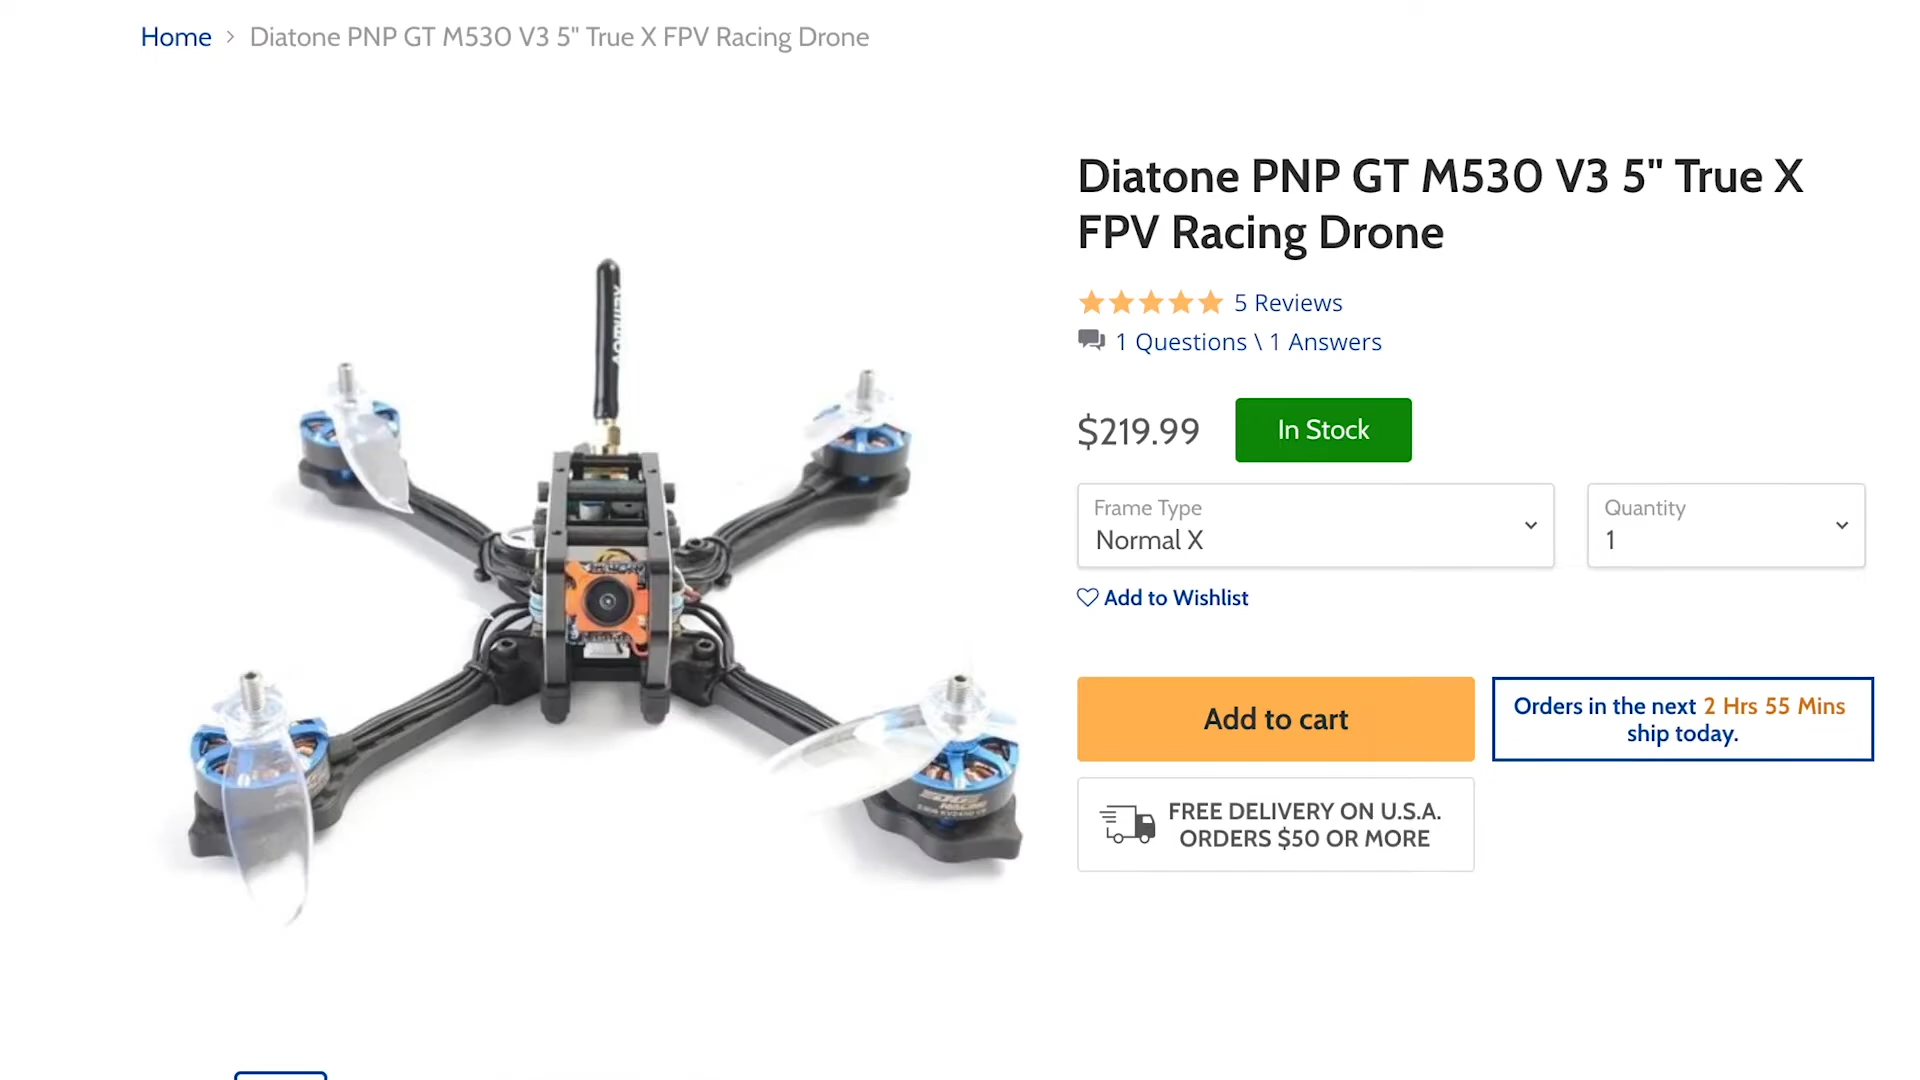 Home > Diatone PNP GT M530 V3 5" True X FPV Racing Drone
Diatone PNP GT M530 V3 5" True X
FPV Racing Drone
5 Reviews
1 Questions \ 1 Answers
$219.99
In Stock
Frame Type
Normal X
Quantity
1
Add to Wishlist
Add to cart
Orders in the next 2 Hrs 55 Mins
ship today.
FREE DELIVERY ON U.S.A.
ORDERS $50 OR MORE
AOMWAY